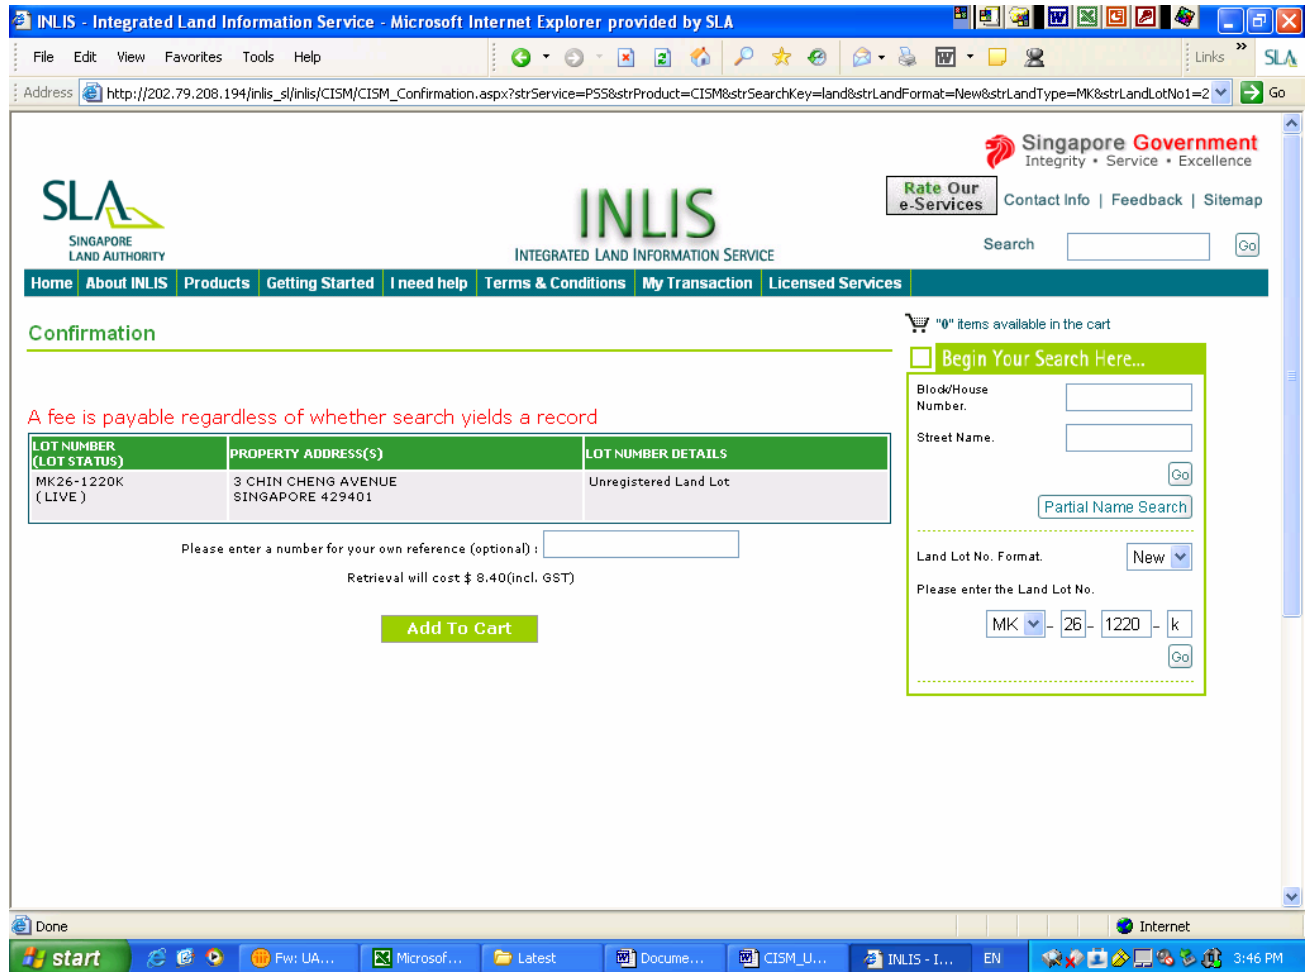 INLIS - Integrated Land Information Service - Microsoft Internet Explorer provided by SLA
File Edit View Favorites Tools Help
Links »
SLA
Address http://202.79.208.194/inlis_sl/inlis/CISM/CISM_Confirmation.aspx?strService=PSS&strProduct=CISM&strSearchKey=land&strLandFormat=New&strLandType=MK&strLandLotNo1=2
Go
Singapore Government
Integrity • Service • Excellence
SLA
SINGAPORE
LAND AUTHORITY
INLIS
INTEGRATED LAND INFORMATION SERVICE
Rate Our
e-Services
Contact Info | Feedback | Sitemap
Search
Go
Home About INLIS Products Getting Started I need help Terms & Conditions My Transaction Licensed Services
Confirmation
"0" items available in the cart
Begin Your Search Here...
Block/House
Number.
Street Name.
Go
Partial Name Search
Land Lot No. Format.
New
Please enter the Land Lot No.
MK - 26 - 1220 - k
Go
A fee is payable regardless of whether search yields a record
LOT NUMBER
(LOT STATUS)
PROPERTY ADDRESS(S)
LOT NUMBER DETAILS
MK26-1220K
( LIVE )
3 CHIN CHENG AVENUE
SINGAPORE 429401
Unregistered Land Lot
Please enter a number for your own reference (optional) :
Retrieval will cost $ 8.40(incl. GST)
Add To Cart
Done
Internet
start
Fw: UA...
Microsof...
Latest
Docume...
CISM_U...
INLIS - I...
EN
3:46 PM